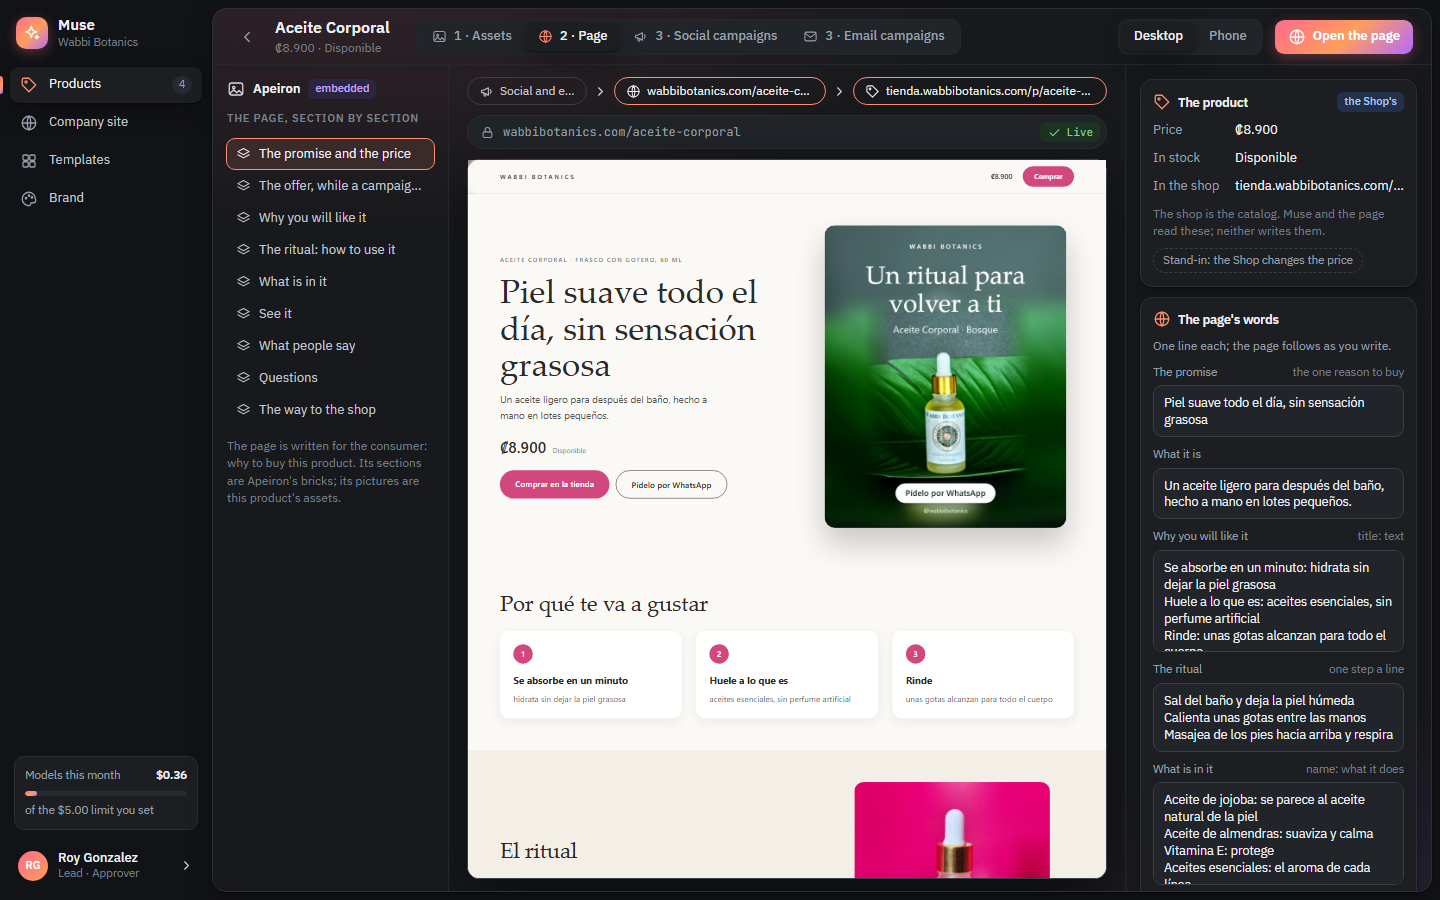 Muse
Wabbi Botanics
Products
4
Company site
Templates
Brand
Models this month
$0.36
of the $5.00 limit you set
RG
Roy Gonzalez
Lead · Approver
Aceite Corporal
₡8.900 · Disponible
1 · Assets
2 · Page
3 · Social campaigns
3 · Email campaigns
Desktop
Phone
Open the page
Apeiron
embedded
THE PAGE, SECTION BY SECTION
The promise and the price
The offer, while a campaig...
Why you will like it
The ritual: how to use it
What is in it
See it
What people say
Questions
The way to the shop
The page is written for the consumer:
why to buy this product. Its sections
are Apeiron's bricks; its pictures are
this product's assets.
Social and e...
wabbibotanics.com/aceite-c...
tienda.wabbibotanics.com/p/aceite-...
wabbibotanics.com/aceite-corporal
Live
WABBI BOTANICS
₡8.900
Comprar
ACEITE CORPORAL · FRASCO CON GOTERO, 60 ML
Piel suave todo el
día, sin sensación
grasosa
Un aceite ligero para después del baño, hecho a
mano en lotes pequeños.
₡8.900
Disponible
Comprar en la tienda
Pídelo por WhatsApp
WABBI BOTANICS
Un ritual para
volver a ti
Aceite Corporal · Bosque
Pídelo por WhatsApp
@wabbibotanics
Por qué te va a gustar
1
Se absorbe en un minuto
hidrata sin dejar la piel grasosa
2
Huele a lo que es
aceites esenciales, sin perfume artificial
3
Rinde
unas gotas alcanzan para todo el cuerpo
El ritual
The product
the Shop's
Price
₡8.900
In stock
Disponible
In the shop
tienda.wabbibotanics.com/...
The shop is the catalog. Muse and the page
read these; neither writes them.
Stand-in: the Shop changes the price
The page's words
One line each; the page follows as you write.
The promise
the one reason to buy
Piel suave todo el día, sin sensación
grasosa
What it is
Un aceite ligero para después del baño,
hecho a mano en lotes pequeños.
Why you will like it
title: text
Se absorbe en un minuto: hidrata sin
dejar la piel grasosa
Huele a lo que es: aceites esenciales, sin
perfume artificial
Rinde: unas gotas alcanzan para todo el
cuerpo
The ritual
one step a line
Sal del baño y deja la piel húmeda
Calienta unas gotas entre las manos
Masajea de los pies hacia arriba y respira
What is in it
name: what it does
Aceite de jojoba: se parece al aceite
natural de la piel
Aceite de almendras: suaviza y calma
Vitamina E: protege
Aceites esenciales: el aroma de cada
línea